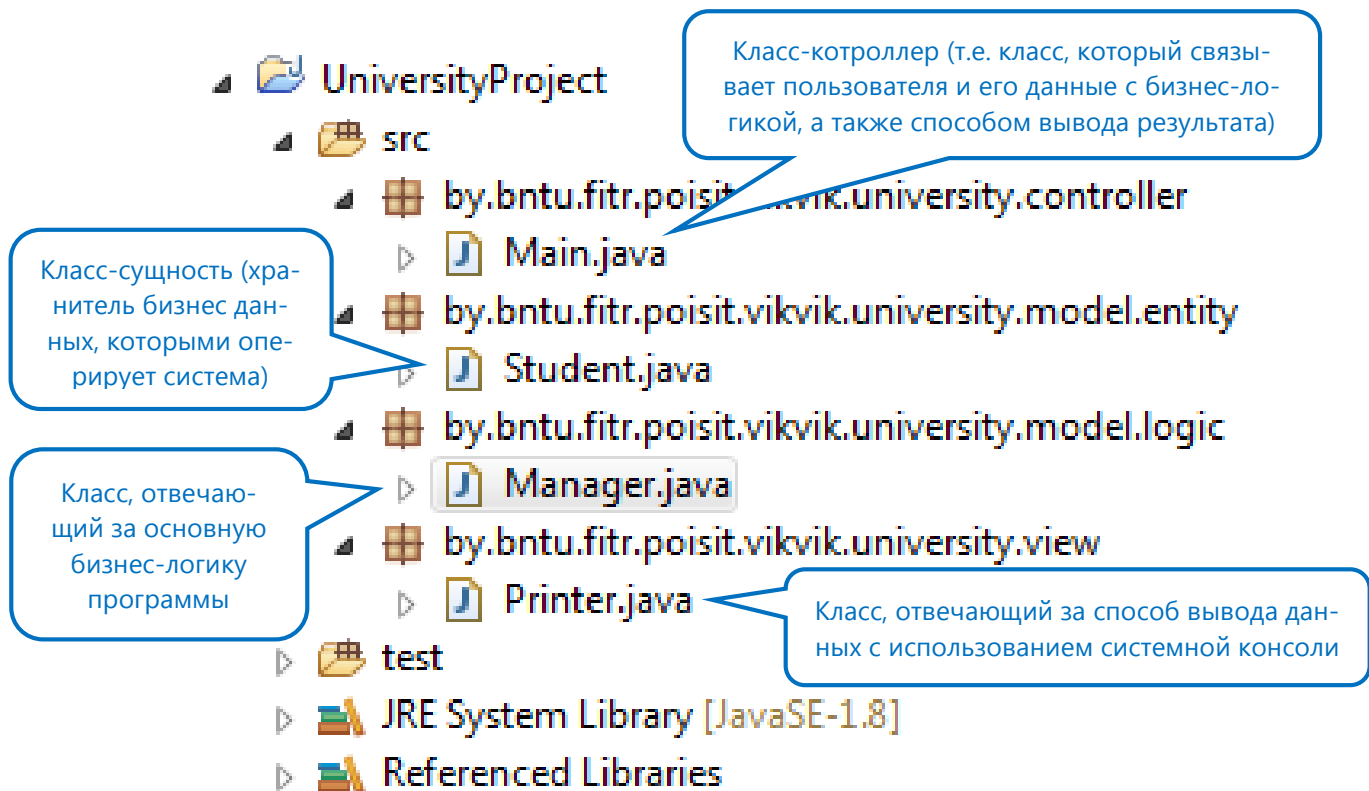 Класс-котроллер (т.е. класс, который связы-
вает пользователя и его данные с бизнес-ло-
гикой, а также способом вывода результата)
UniversityProject
src
by.bntu.fitr.poisit.vikvik.university.controller
Main.java
Класс-сущность (хра-
нитель бизнес дан-
ных, которыми опе-
рирует система)
by.bntu.fitr.poisit.vikvik.university.model.entity
Student.java
by.bntu.fitr.poisit.vikvik.university.model.logic
Класс, отвечаю-
щий за основную
бизнес-логику
программы
Manager.java
by.bntu.fitr.poisit.vikvik.university.view
Printer.java
Класс, отвечающий за способ вывода дан-
ных с использованием системной консоли
test
JRE System Library [JavaSE-1.8]
Referenced Libraries